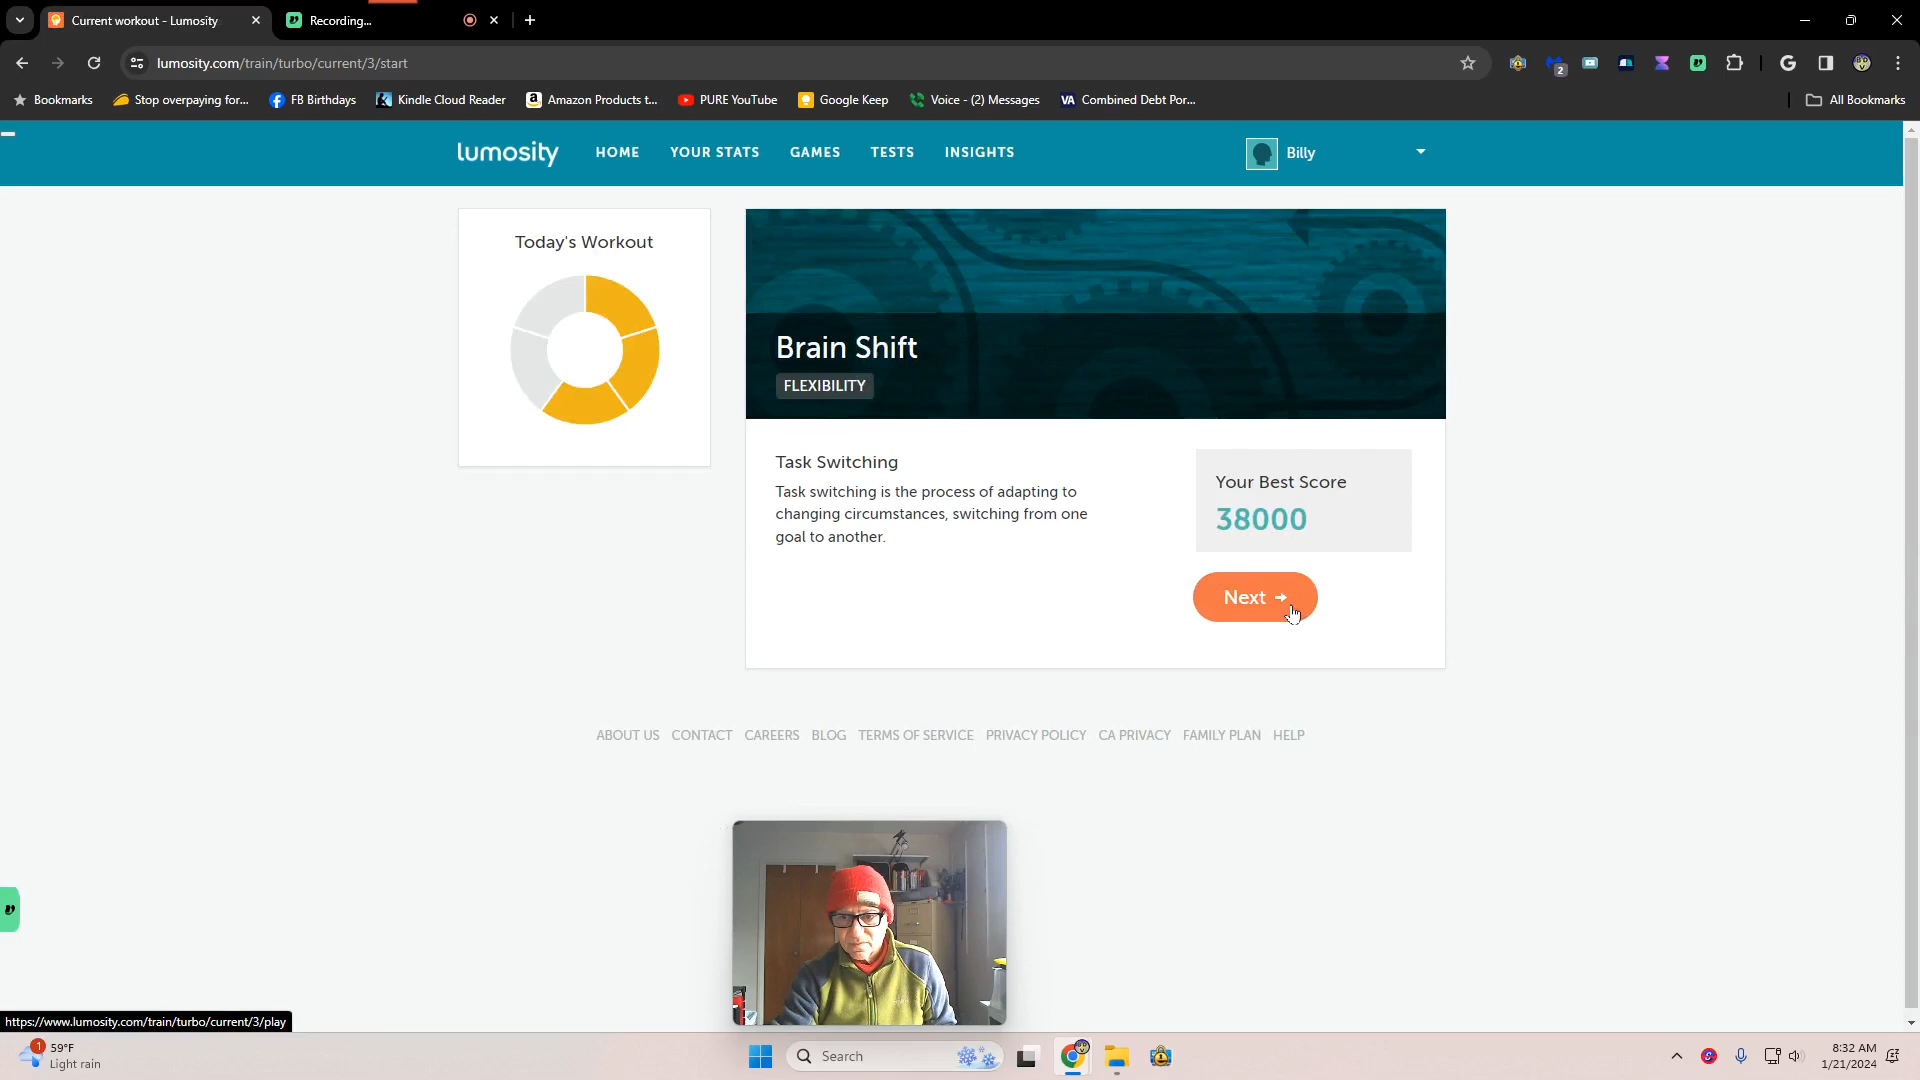 Current workout - Lumosity
Recording...
lumosity.com/train/turbo/current/3/start
2
Bookmarks
Stop overpaying for...
FB Birthdays
Kindle Cloud Reader
Amazon Products t...
PURE YouTube
Google Keep
Voice - (2) Messages
VA Combined Debt Por...
All Bookmarks
lumosity
HOME
YOUR STATS
GAMES
TESTS
INSIGHTS
Billy
Today's Workout
Brain Shift
FLEXIBILITY
Task Switching
Task switching is the process of adapting to
changing circumstances, switching from one
goal to another.
Your Best Score
38000
Next
ABOUT US CONTACT CAREERS BLOG TERMS OF SERVICE PRIVACY POLICY CA PRIVACY FAMILY PLAN HELP
https://www.lumosity.com/train/turbo/current/3/play
1
59°F
Light rain
Search
8:32 AM
1/21/2024